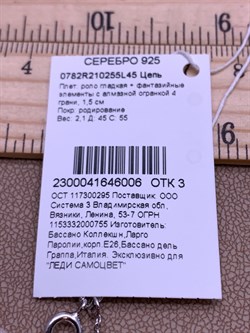 СЕРЕБРО 925
0782R210255L45 Цепь
Плет. роло гладкая + фантазийные
элементы с алмазной огранкой 4
грани, 1,5 см
Покр: родирование
Вес: 2,1 Д: 45 С: 55
2300041646006 ОТК 3
ОСТ 117300295 Поставщик: ООО
Система 3 Владимирская обл.,
Вязники, Ленина, 53-7 ОГРН
1153332000755 Изготовитель:
Бассано Коллекшн,Ларго
Паролини,корп.Е26,Бассано дель
Граппа,Италия. Эксклюзивно для
"ЛЕДИ САМОЦВЕТ"